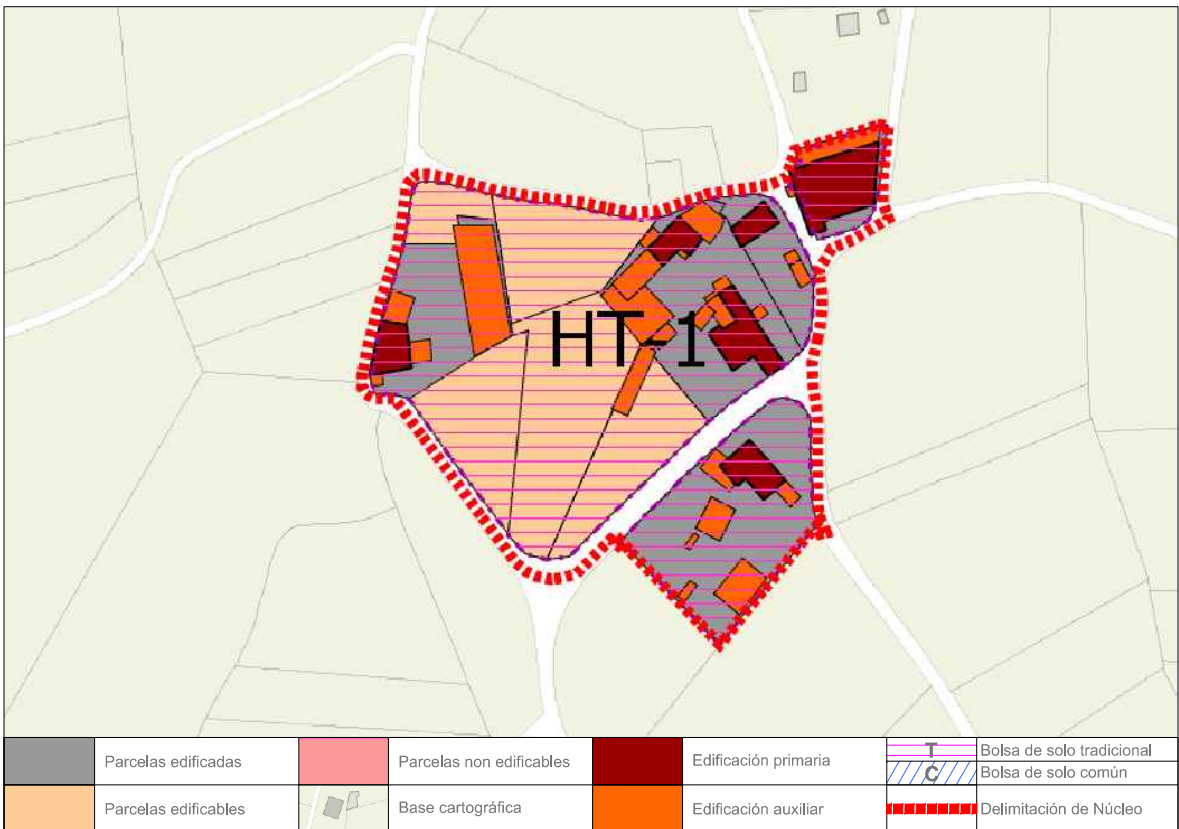 HT-1
Parcelas edificadas
Parcelas non edificables
Edificación primaria
T
Bolsa de solo tradicional
C
Bolsa de solo común
Parcelas edificables
Base cartográfica
Edificación auxiliar
Delimitación de Núcleo